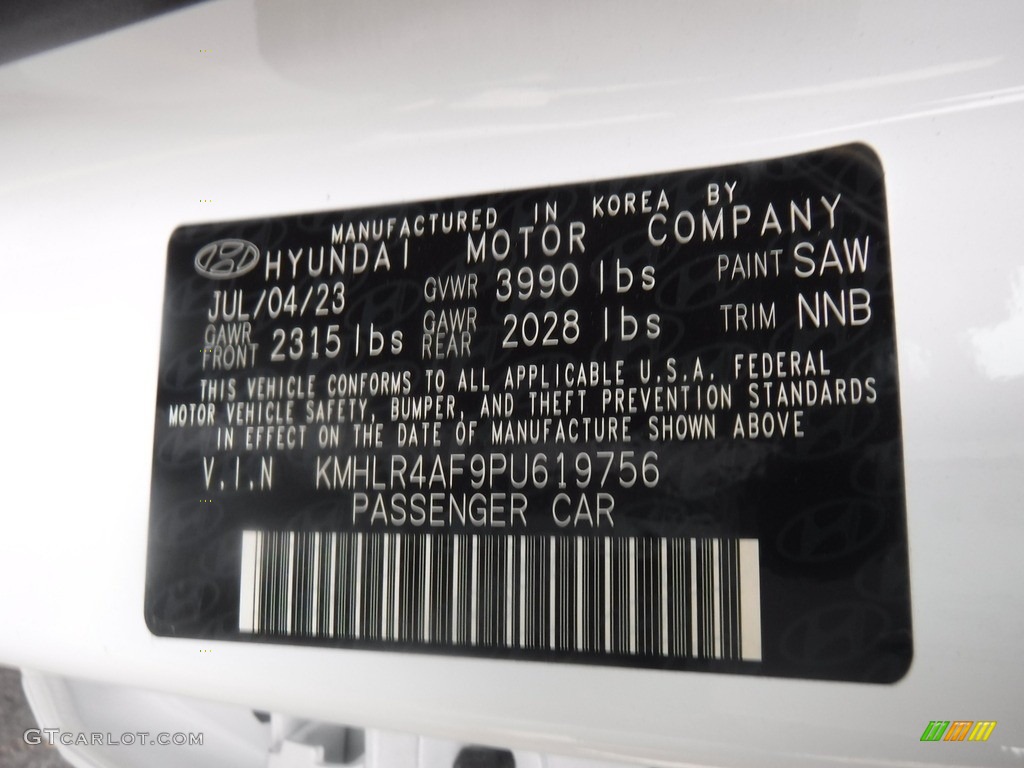 MANUFACTURED IN KOREA BY
HYUNDAI MOTOR COMPANY
JUL/04/23 GVWR 3990 lbs PAINT SAW
GAWR FRONT 2315 lbs GAWR REAR 2028 lbs TRIM NNB
THIS VEHICLE CONFORMS TO ALL APPLICABLE U.S.A. FEDERAL
MOTOR VEHICLE SAFETY, BUMPER, AND THEFT PREVENTION STANDARDS
IN EFFECT ON THE DATE OF MANUFACTURE SHOWN ABOVE
V.I.N KMHLR4AF9PU619756
PASSENGER CAR
GTCARLOT.COM